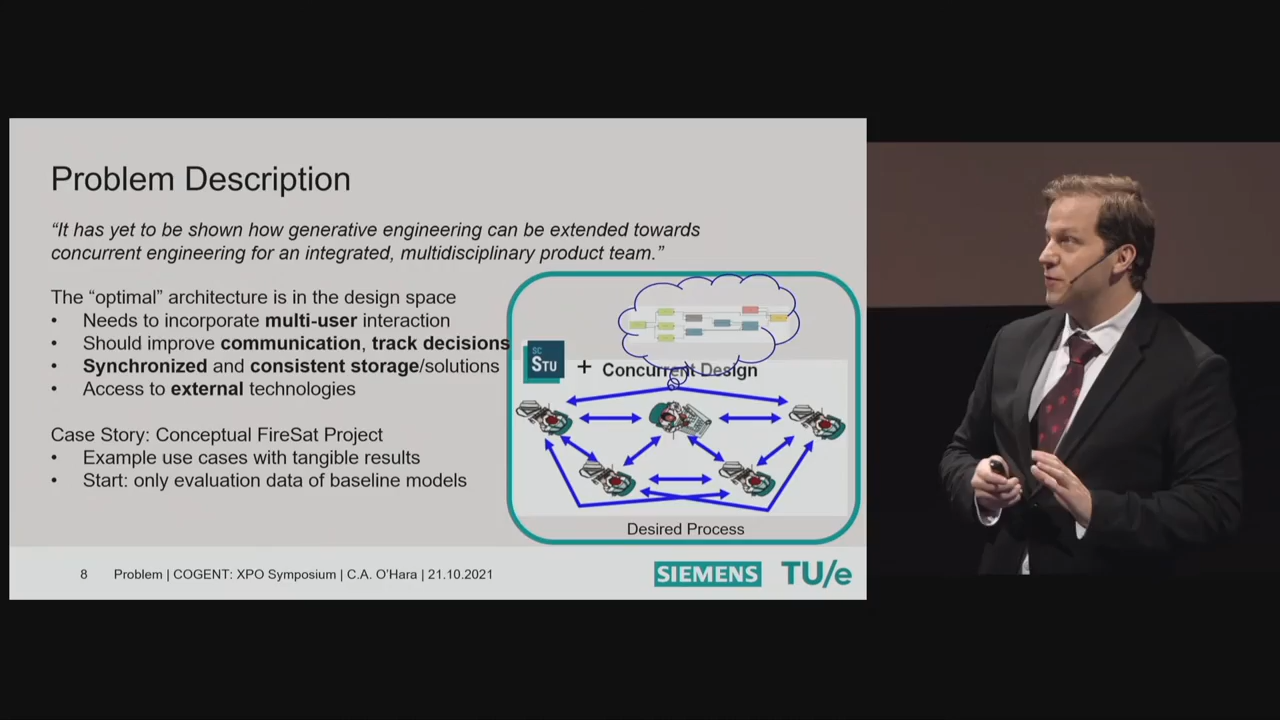 Problem Description
“It has yet to be shown how generative engineering can be extended towards
concurrent engineering for an integrated, multidisciplinary product team.”
The “optimal” architecture is in the design space
• Needs to incorporate multi-user interaction
• Should improve communication, track decisions
• Synchronized and consistent storage/solutions
• Access to external technologies
Case Story: Conceptual FireSat Project
• Example use cases with tangible results
• Start: only evaluation data of baseline models
SC
STU
+ Concurrent Design
Desired Process
8 Problem | COGENT: XPO Symposium | C.A. O’Hara | 21.10.2021
SIEMENS TU/e